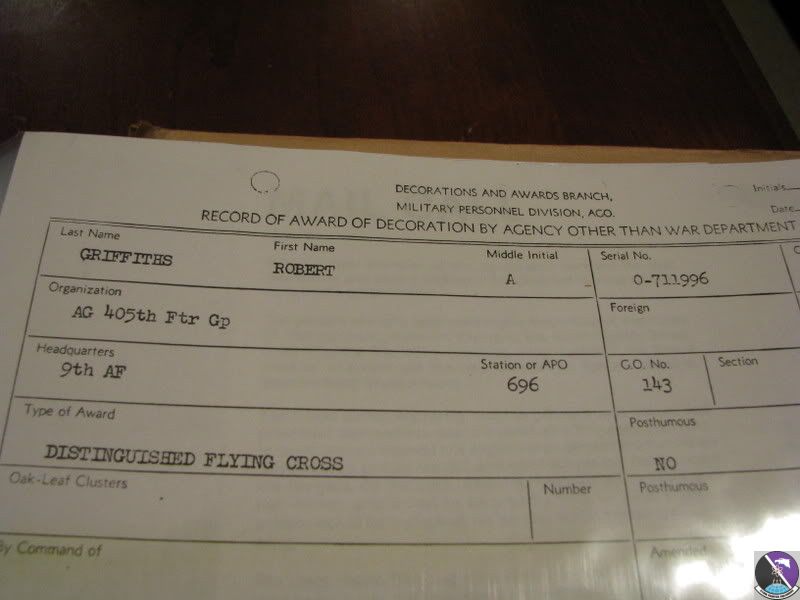 DECORATIONS AND AWARDS BRANCH,
Initials
MILITARY PERSONNEL DIVISION, AGO.
Date
RECORD OF AWARD OF DECORATION BY AGENCY OTHER THAN WAR DEPARTMENT
Last Name First Name Middle Initial Serial No.
GRIFFITHS ROBERT A 0-711996
Organization Foreign
AG 405th Ftr Gp
Headquarters Station or APO G.O. No. Section
9th AF 696 143
Type of Award Posthumous
DISTINGUISHED FLYING CROSS NO
Oak-Leaf Clusters Number Posthumous
By Command of Amended